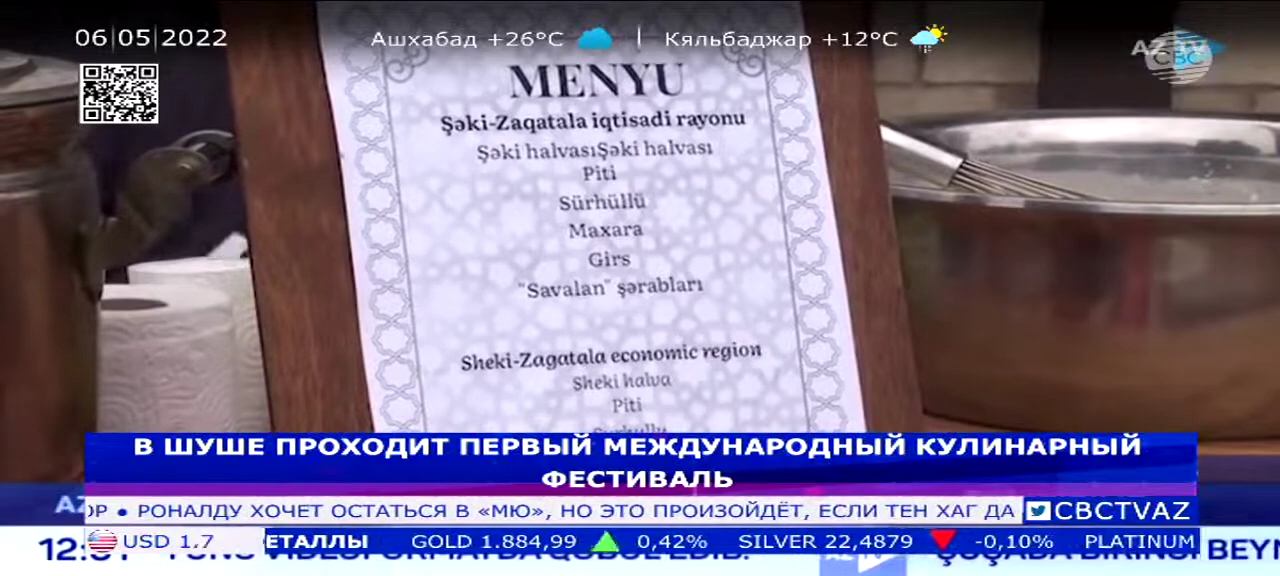 06|05|2022
Ашхабад +26°C | Кяльбаджар +12°C
AZTV
CBC
MENYU
Şəki-Zaqatala iqtisadi rayonu
Şəki halvasıŞəki halvası
Piti
Sürhüllü
Maxara
Girs
"Savalan" şərabları
Sheki-Zagatala economic region
Sheki halva
Piti
Surhullu
В ШУШЕ ПРОХОДИТ ПЕРВЫЙ МЕЖДУНАРОДНЫЙ КУЛИНАРНЫЙ
ФЕСТИВАЛЬ
ОР • РОНАЛДУ ХОЧЕТ ОСТАТЬСЯ В «МЮ», НО ЭТО ПРОИЗОЙДЁТ, ЕСЛИ ТЕН ХАГ ДА
CBCTVAZ
USD 1.7 ЕТАЛЛЫ GOLD 1.884,99 0,42% SILVER 22,4879 -0,10% PLATINUM